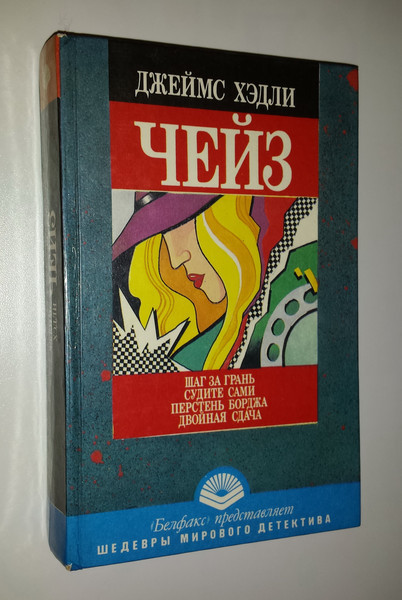 ДЖЕЙМС ХЭДЛИ
ЧЕЙЗ
ШАГ ЗА ГРАНЬ
СУДИТЕ САМИ
ПЕРСТЕНЬ БОРДЖА
ДВОЙНАЯ СДАЧА
«Белфакс» представляет
ШЕДЕВРЫ МИРОВОГО ДЕТЕКТИВА